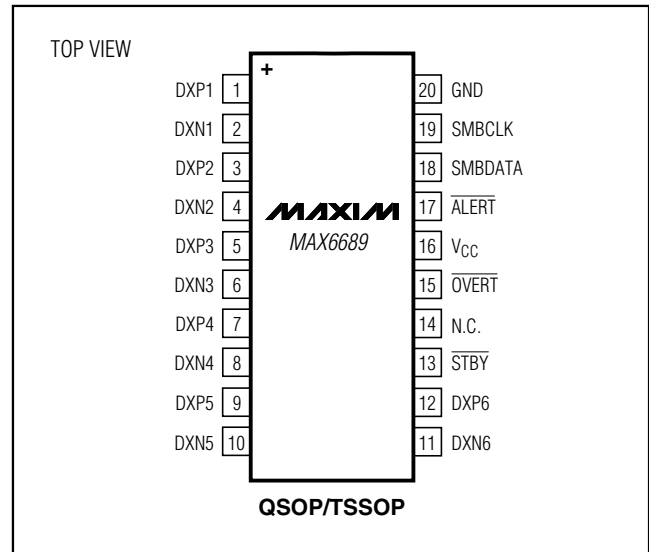 TOP VIEW
+
DXP1 1
DXN1 2
DXP2 3
DXN2 4
DXP3 5
DXN3 6
DXP4 7
DXN4 8
DXP5 9
DXN5 10
MAXIM
MAX6689
20 GND
19 SMBCLK
18 SMBDATA
17 ALERT
16 VCC
15 OVERT
14 N.C.
13 STBY
12 DXP6
11 DXN6
QSOP/TSSOP